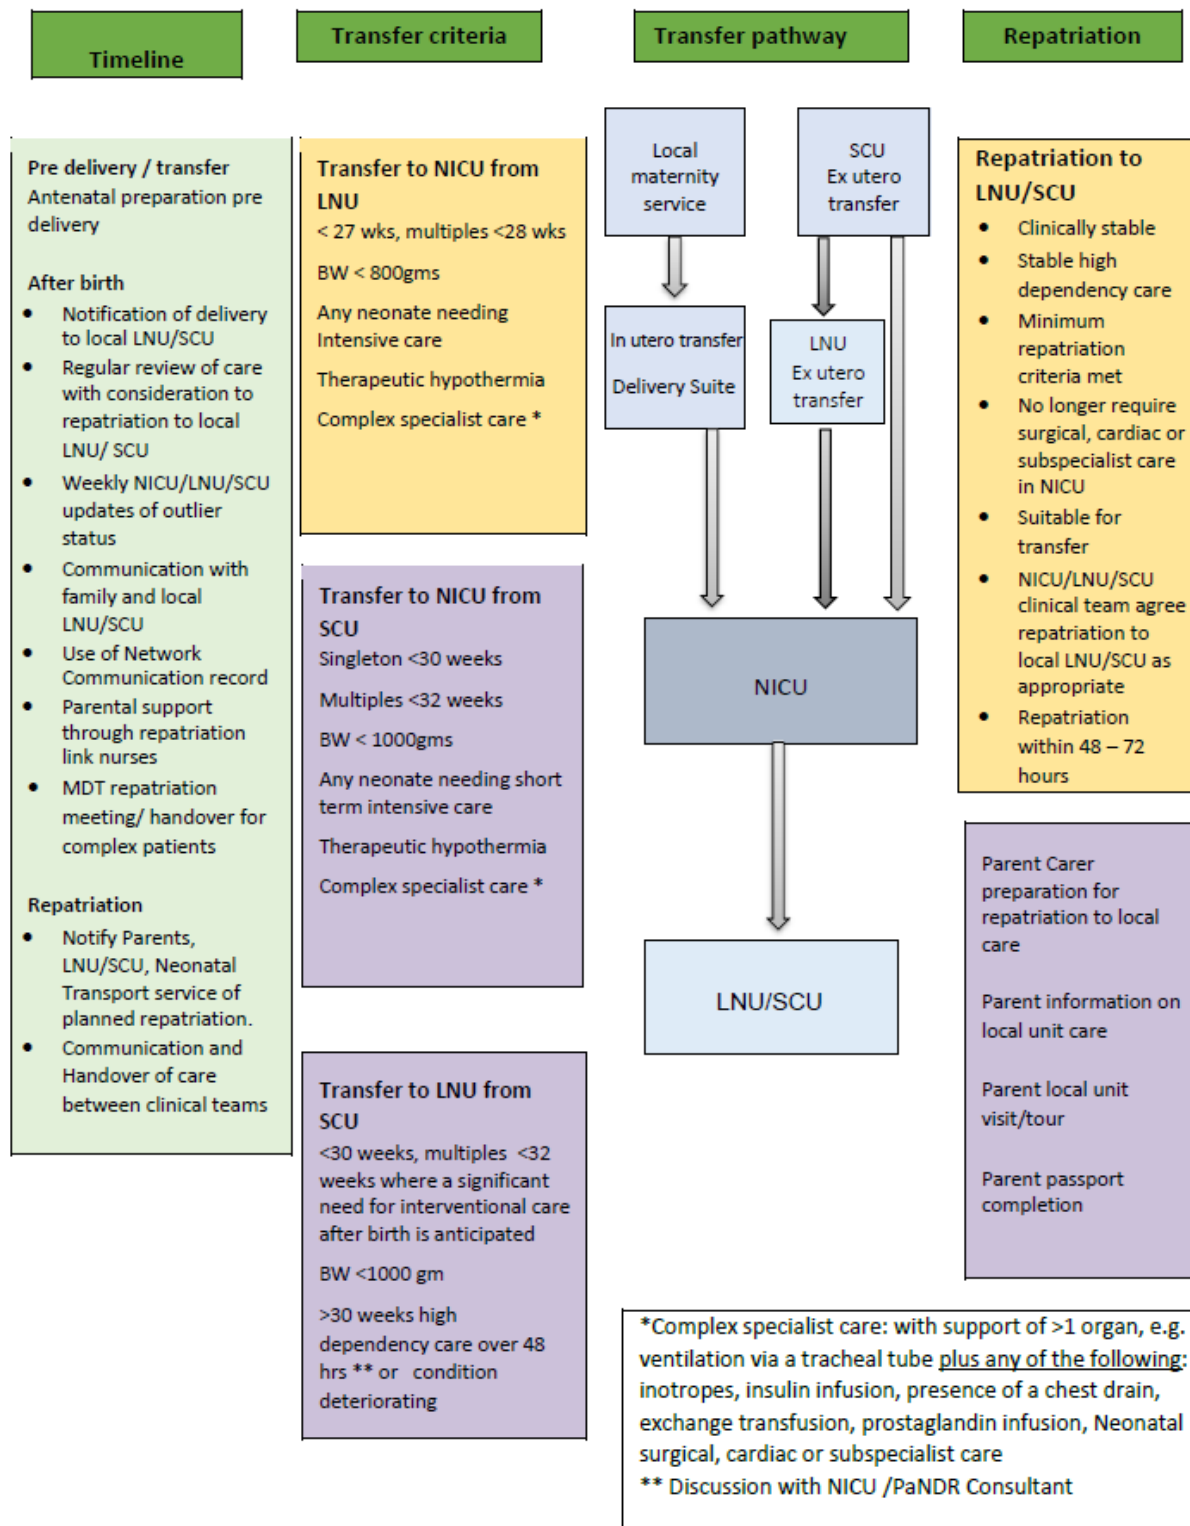 Timeline
Transfer criteria
Transfer pathway
Repatriation
Pre delivery / transfer
Antenatal preparation pre
delivery
After birth
• Notification of delivery
to local LNU/SCU
• Regular review of care
with consideration to
repatriation to local
LNU/ SCU
• Weekly NICU/LNU/SCU
updates of outlier
status
• Communication with
family and local
LNU/SCU
• Use of Network
Communication record
• Parental support
through repatriation
link nurses
• MDT repatriation
meeting/ handover for
complex patients
Repatriation
• Notify Parents,
LNU/SCU, Neonatal
Transport service of
planned repatriation.
• Communication and
Handover of care
between clinical teams
Transfer to NICU from
LNU
< 27 wks, multiples <28 wks
BW < 800gms
Any neonate needing
Intensive care
Therapeutic hypothermia
Complex specialist care *
Transfer to NICU from
SCU
Singleton <30 weeks
Multiples <32 weeks
BW < 1000gms
Any neonate needing short
term intensive care
Therapeutic hypothermia
Complex specialist care *
Transfer to LNU from
SCU
<30 weeks, multiples <32
weeks where a significant
need for interventional care
after birth is anticipated
BW <1000 gm
>30 weeks high
dependency care over 48
hrs ** or condition
deteriorating
Local
maternity
service
SCU
Ex utero
transfer
In utero transfer
Delivery Suite
LNU
Ex utero
transfer
NICU
LNU/SCU
Repatriation to
LNU/SCU
• Clinically stable
• Stable high
dependency care
• Minimum
repatriation
criteria met
• No longer require
surgical, cardiac or
subspecialist care
in NICU
• Suitable for
transfer
• NICU/LNU/SCU
clinical team agree
repatriation to
local LNU/SCU as
appropriate
• Repatriation
within 48 – 72
hours
Parent Carer
preparation for
repatriation to local
care
Parent information on
local unit care
Parent local unit
visit/tour
Parent passport
completion
*Complex specialist care: with support of >1 organ, e.g.
ventilation via a tracheal tube plus any of the following:
inotropes, insulin infusion, presence of a chest drain,
exchange transfusion, prostaglandin infusion, Neonatal
surgical, cardiac or subspecialist care
** Discussion with NICU /PaNDR Consultant